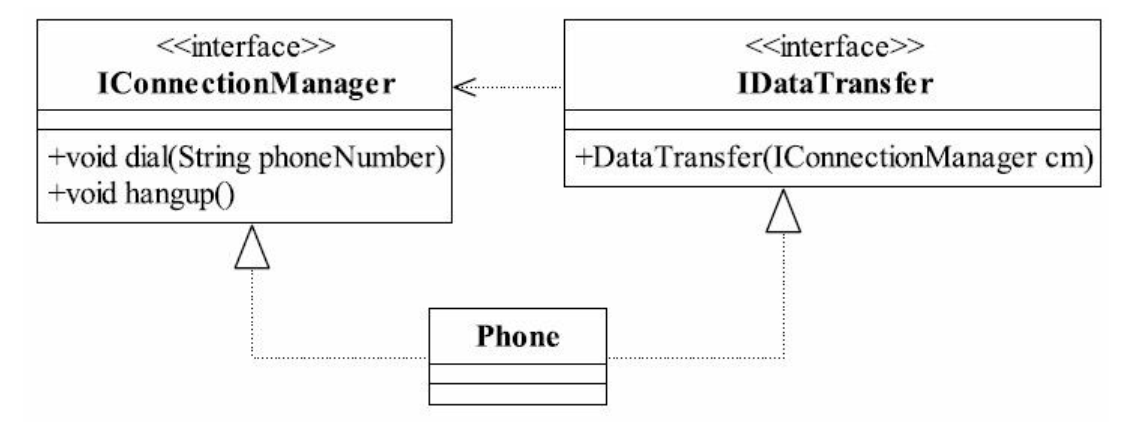 <<interface>>
IConnectionManager
+void dial(String phoneNumber)
+void hangup()
<<interface>>
IDataTransfer
+DataTransfer(IConnectionManager cm)
Phone